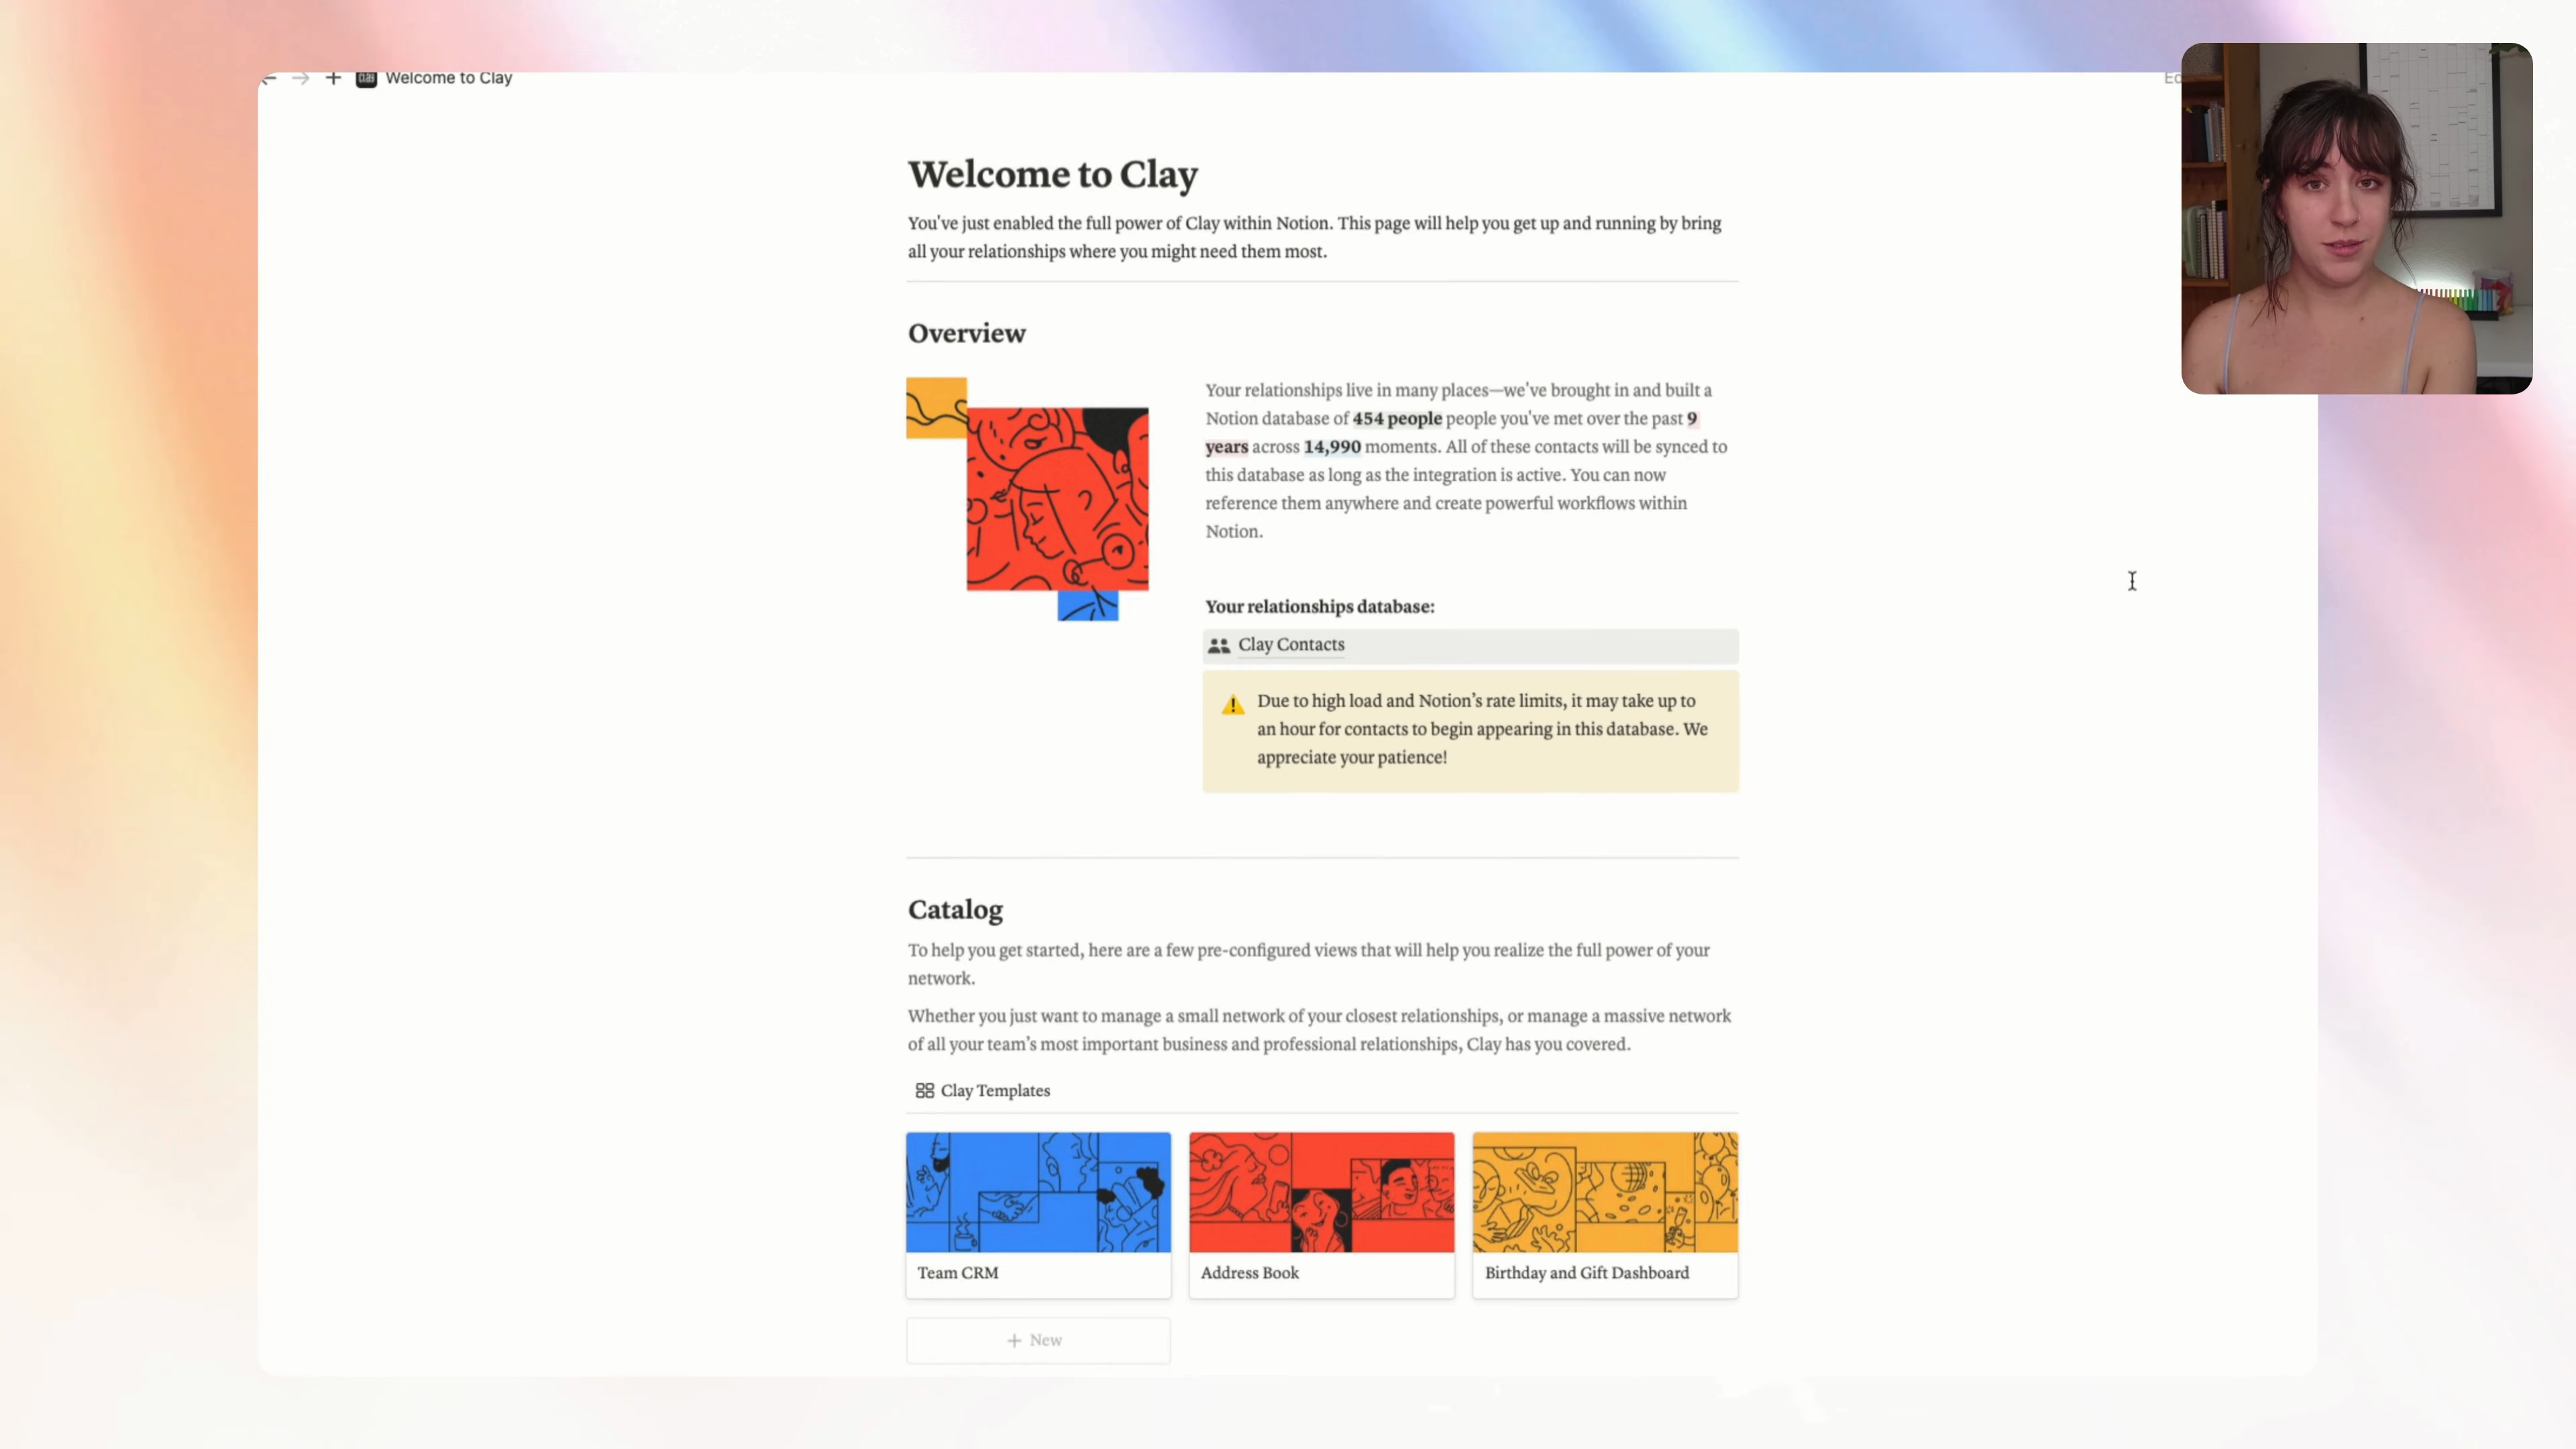 Welcome to Clay
Welcome to Clay
You've just enabled the full power of Clay within Notion. This page will help you get up and running by bring
all your relationships where you might need them most.
Overview
Your relationships live in many places—we've brought in and built a
Notion database of 454 people people you've met over the past 9
years across 14,990 moments. All of these contacts will be synced to
this database as long as the integration is active. You can now
reference them anywhere and create powerful workflows within
Notion.
Your relationships database:
Clay Contacts
Due to high load and Notion’s rate limits, it may take up to
an hour for contacts to begin appearing in this database. We
appreciate your patience!
Catalog
To help you get started, here are a few pre-configured views that will help you realize the full power of your
network.
Whether you just want to manage a small network of your closest relationships, or manage a massive network
of all your team’s most important business and professional relationships, Clay has you covered.
Clay Templates
Team CRM
Address Book
Birthday and Gift Dashboard
New